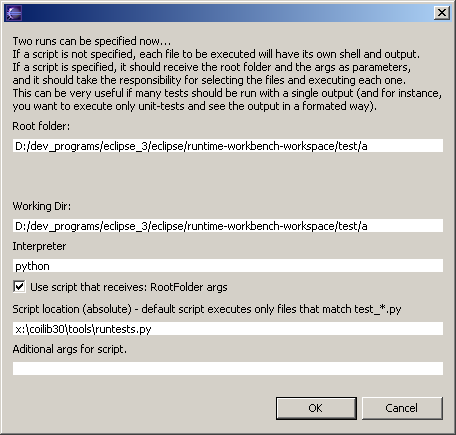 Two runs can be specified now...
If a script is not specified, each file to be executed will have its own shell and output.
If a script is specified, it should receive the root folder and the args as parameters,
and it should take the responsibility for selecting the files and executing each one.
This can be very useful if many tests should be run with a single output (and for instance,
you want to execute only unit-tests and see the output in a formated way).
Root folder:
D:/dev_programs/eclipse_3/eclipse/runtime-workbench-workspace/test/a
Working Dir:
D:/dev_programs/eclipse_3/eclipse/runtime-workbench-workspace/test/a
Interpreter
python
Use script that receives: RootFolder args
Script location (absolute) - default script executes only files that match test_*.py
x:\coilib30\tools\runtests.py
Aditional args for script.
OK Cancel